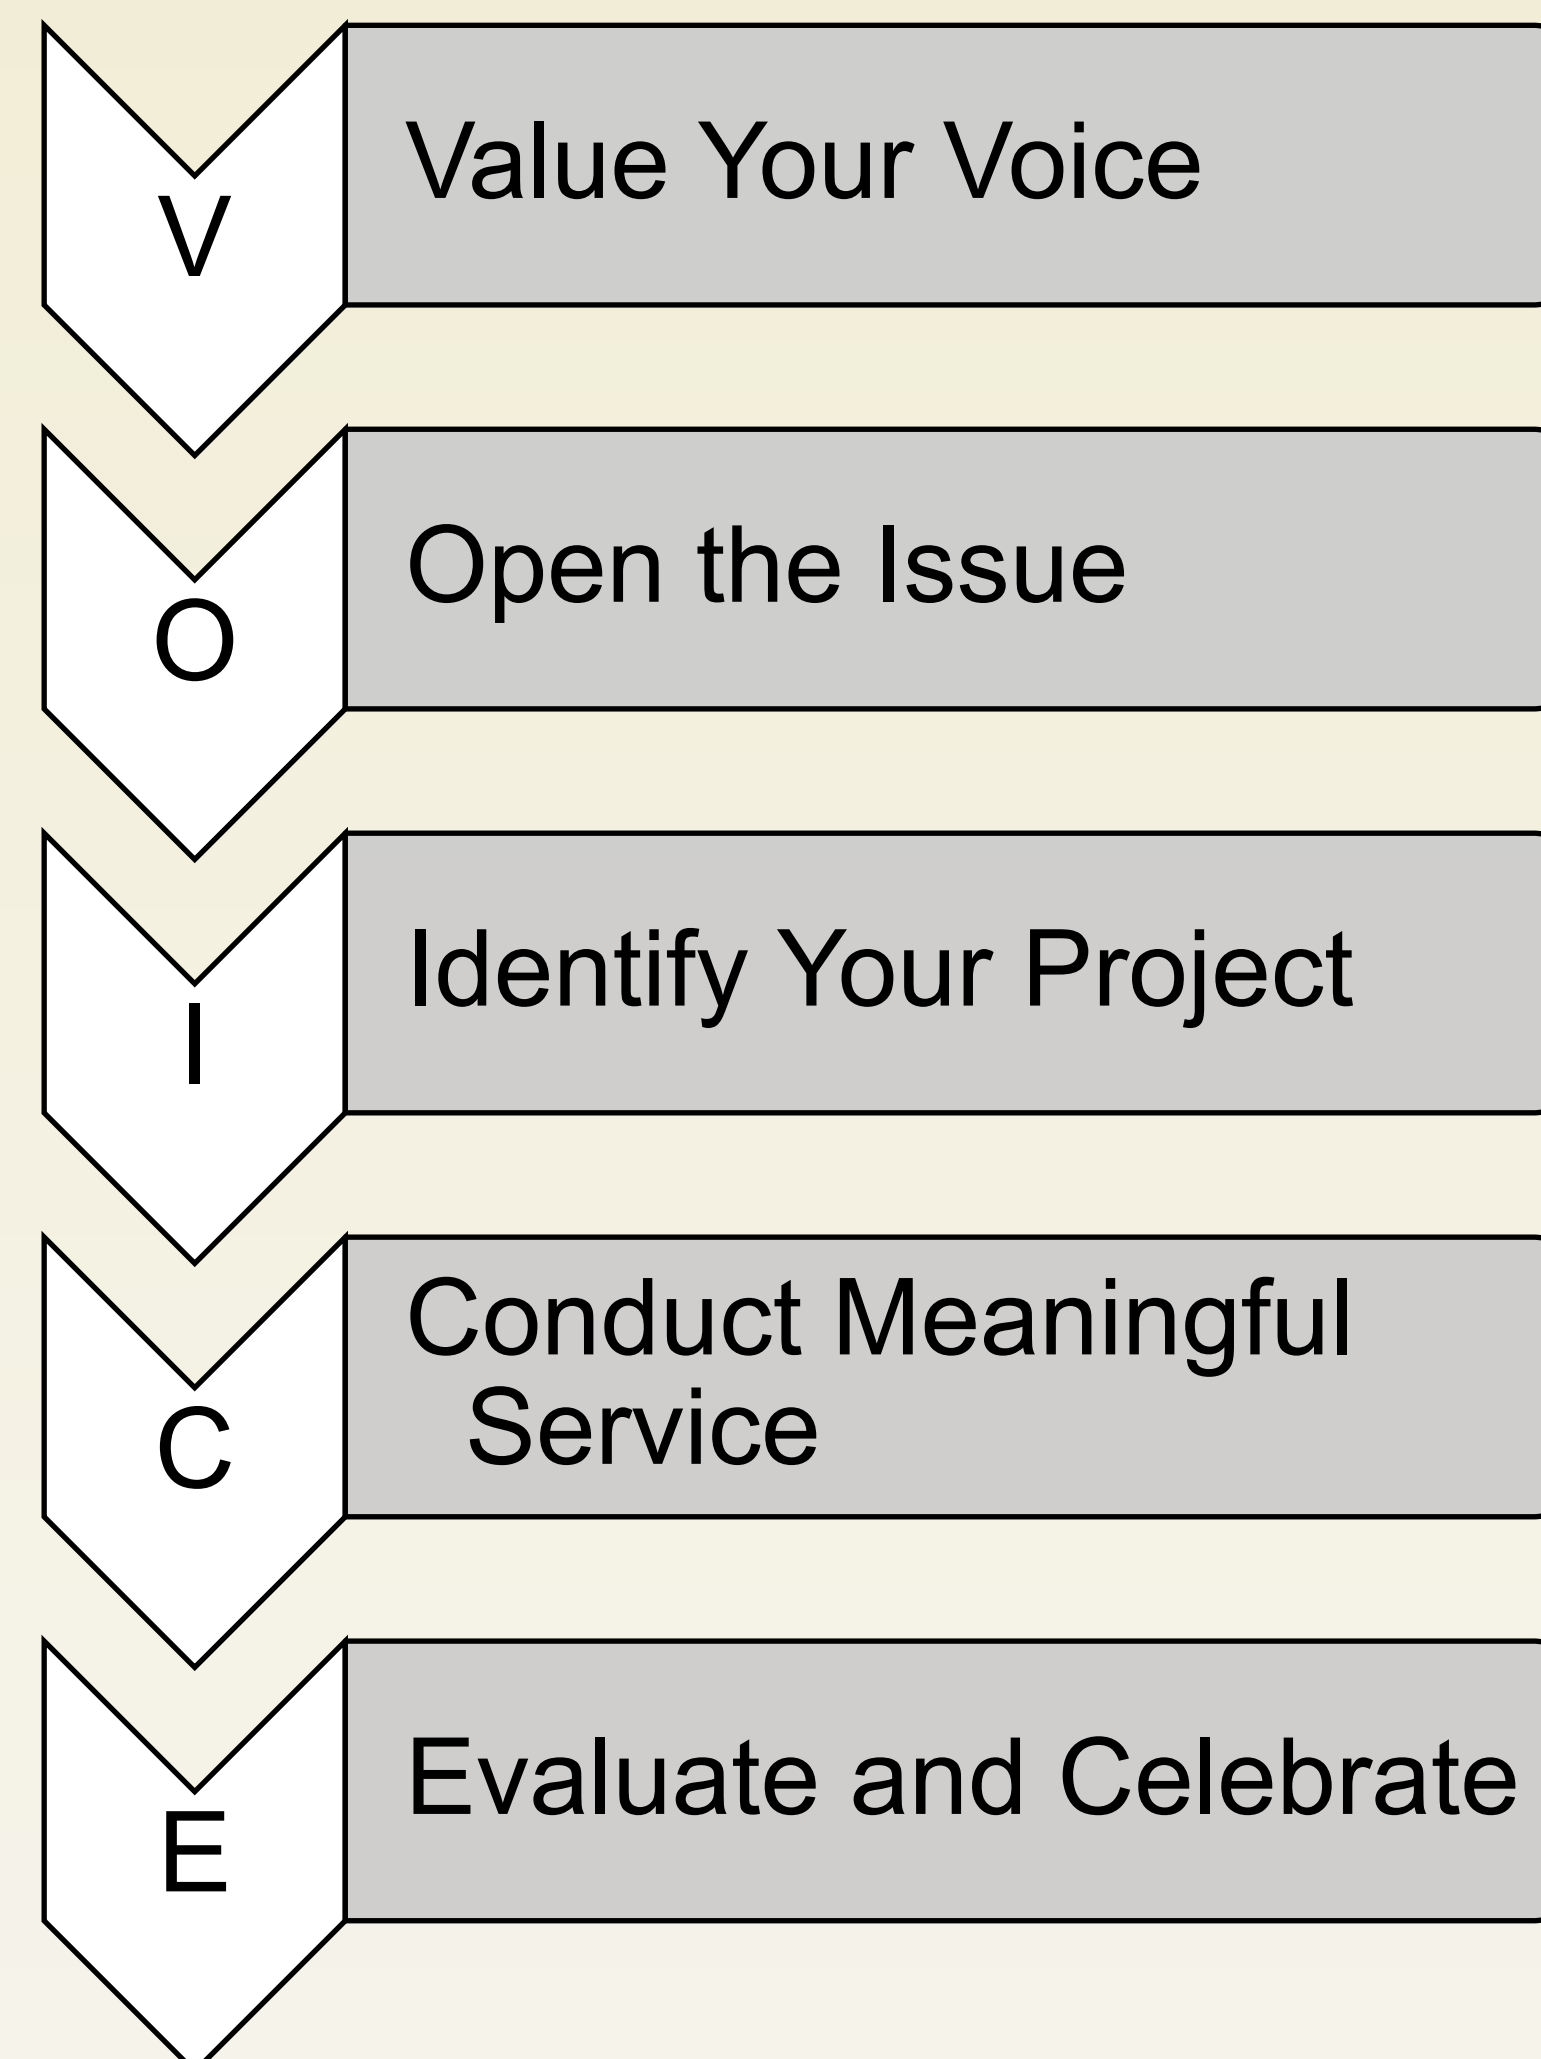 V
Value Your Voice
O
Open the Issue
I
Identify Your Project
C
Conduct Meaningful
Service
E
Evaluate and Celebrate